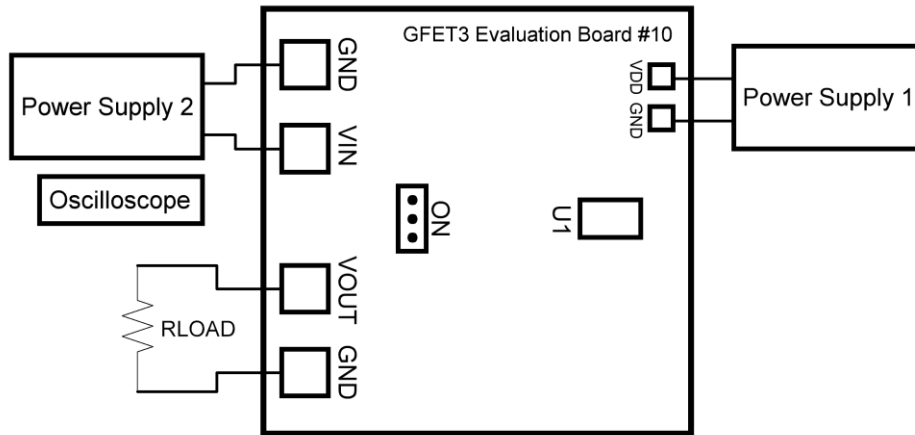 GFET3 Evaluation Board #10
Power Supply 2
GND
VIN
Oscilloscope
VDD
GND
Power Supply 1
ON
U1
RLOAD
VOUT
GND